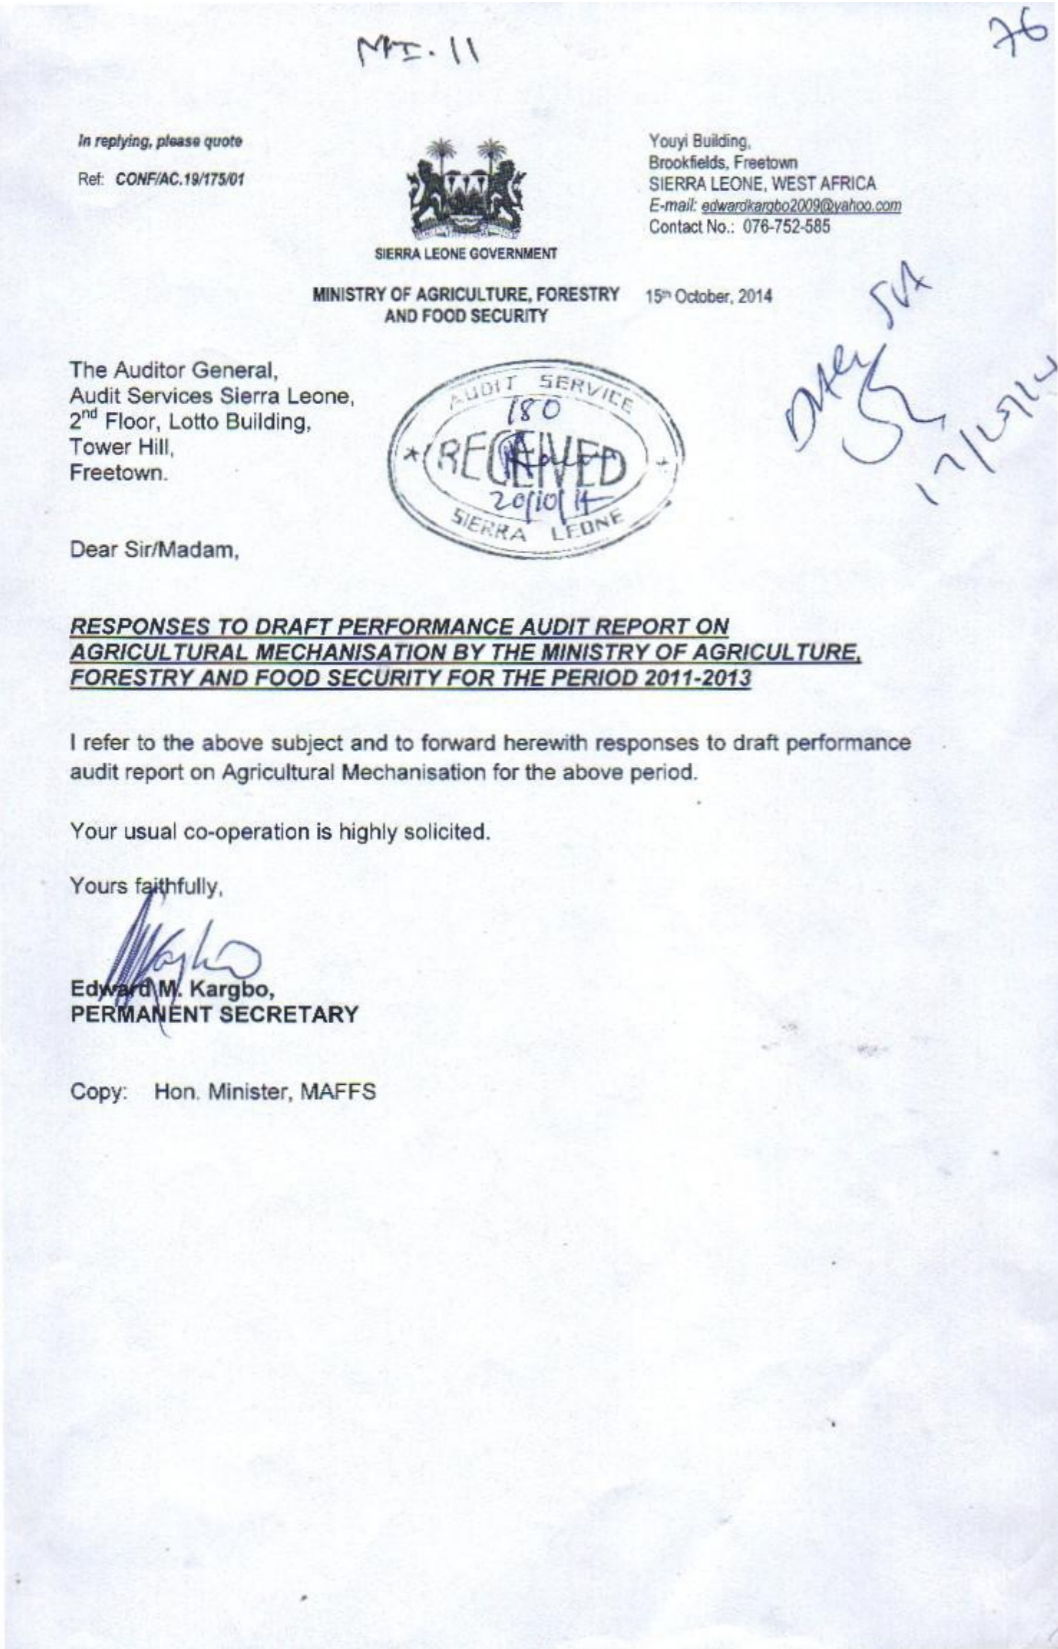 76
In replying, please quote
Ref: CONF/AC.19/175/01
SIERRA LEONE GOVERNMENT
MINISTRY OF AGRICULTURE, FORESTRY
AND FOOD SECURITY
Youyi Building,
Brookfields, Freetown
SIERRA LEONE, WEST AFRICA
E-mail: edwardkargbo2009@yahoo.com
Contact No.: 076-752-585
15th October, 2014
The Auditor General,
Audit Services Sierra Leone,
2nd Floor, Lotto Building,
Tower Hill,
Freetown.
AUDIT SERVICE
180
RECEIVED
20/10/14
SIERRA LEONE
Dear Sir/Madam,
RESPONSES TO DRAFT PERFORMANCE AUDIT REPORT ON
AGRICULTURAL MECHANISATION BY THE MINISTRY OF AGRICULTURE,
FORESTRY AND FOOD SECURITY FOR THE PERIOD 2011-2013
I refer to the above subject and to forward herewith responses to draft performance
audit report on Agricultural Mechanisation for the above period.
Your usual co-operation is highly solicited.
Yours faithfully,
Edward M. Kargbo,
PERMANENT SECRETARY
Copy: Hon. Minister, MAFFS